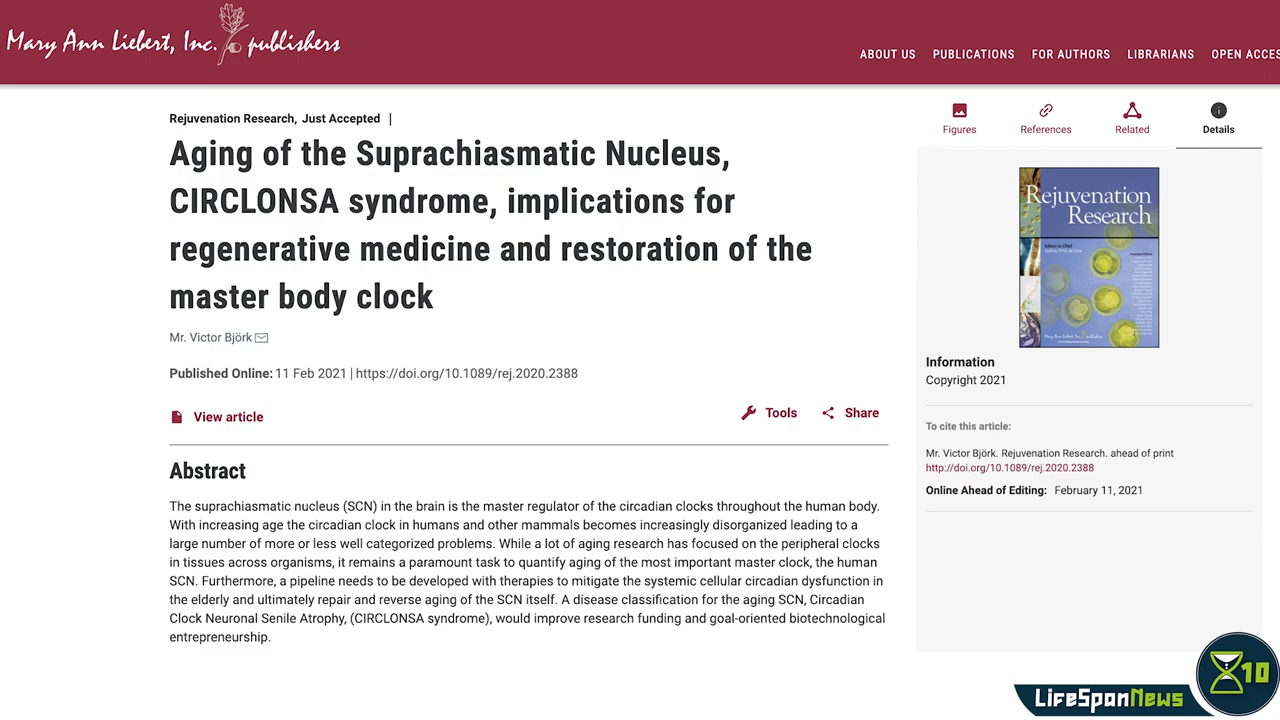 Mary Ann Liebert, Inc. publishers
ABOUT US PUBLICATIONS FOR AUTHORS LIBRARIANS OPEN ACCES
Rejuvenation Research, Just Accepted |
Aging of the Suprachiasmatic Nucleus,
CIRCLONSA syndrome, implications for
regenerative medicine and restoration of the
master body clock
Mr. Victor Björk
Published Online: 11 Feb 2021 | https://doi.org/10.1089/rej.2020.2388
View article
Tools Share
Abstract
The suprachiasmatic nucleus (SCN) in the brain is the master regulator of the circadian clocks throughout the human body.
With increasing age the circadian clock in humans and other mammals becomes increasingly disorganized leading to a
large number of more or less well categorized problems. While a lot of aging research has focused on the peripheral clocks
in tissues across organisms, it remains a paramount task to quantify aging of the most important master clock, the human
SCN. Furthermore, a pipeline needs to be developed with therapies to mitigate the systemic cellular circadian dysfunction in
the elderly and ultimately repair and reverse aging of the SCN itself. A disease classification for the aging SCN, Circadian
Clock Neuronal Senile Atrophy, (CIRCLONSA syndrome), would improve research funding and goal-oriented biotechnological
entrepreneurship.
Figures References Related Details
Rejuvenation
Research
Information
Copyright 2021
To cite this article:
Mr. Victor Björk. Rejuvenation Research. ahead of print
http://doi.org/10.1089/rej.2020.2388
Online Ahead of Editing: February 11, 2021
LifeSpanNews
10